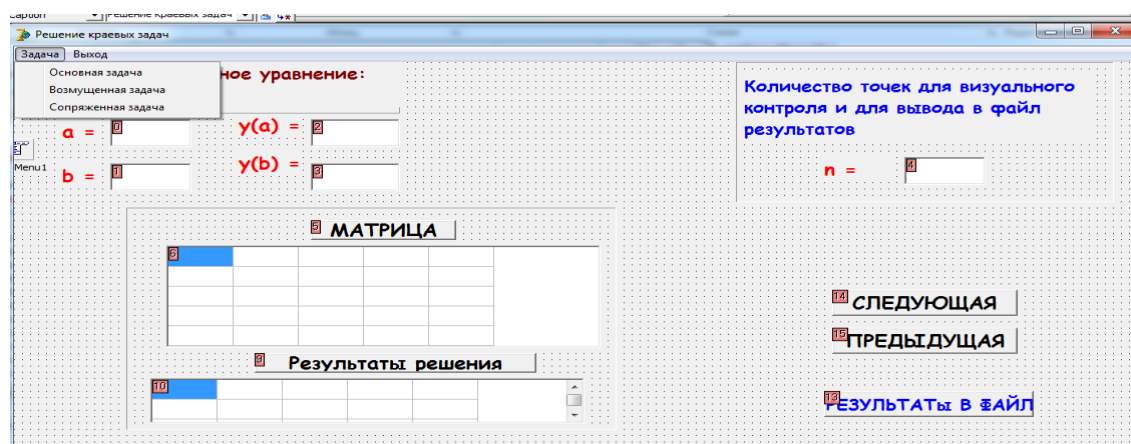 Caption Решение краевых задач
Решение краевых задач
Задача Выход
Основная задача
Возмущенная задача
Сопряженная задача
ное уравнение:
a = 0 y(a) = 2
b = 1 y(b) = 3
Menu1
Количество точек для визуального
контроля и для вывода в файл
результатов
n = 4
5 МАТРИЦА
6
9 Результаты решения
10
14 СЛЕДУЮЩАЯ
15 ПРЕДЫДУЩАЯ
13 РЕЗУЛЬТАТЫ В ФАЙЛ